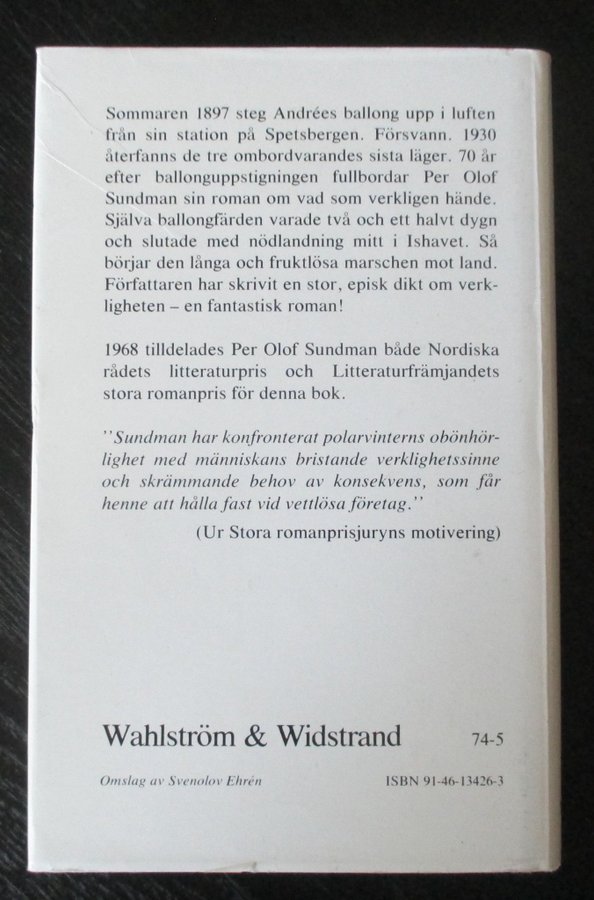 Sommaren 1897 steg Andrées ballong upp i luften
från sin station på Spetsbergen. Försvann. 1930
återfanns de tre ombordvarandes sista läger. 70 år
efter ballonguppstigningen fullbordar Per Olof
Sundman sin roman om vad som verkligen hände.
Själva ballongfärden varade två och ett halvt dygn
och slutade med nödlandning mitt i Ishavet. Så
börjar den långa och fruktlösa marschen mot land.
Författaren har skrivit en stor, episk dikt om verk-
ligheten – en fantastisk roman!
1968 tilldelades Per Olof Sundman både Nordiska
rådets litteraturpris och Litteraturfrämjandets
stora romanpris för denna bok.
''Sundman har konfronterat polarvinterns obönhör-
lighet med människans bristande verklighetssinne
och skrämmande behov av konsekvens, som får
henne att hålla fast vid vettlösa företag.''
(Ur Stora romanprisjuryns motivering)
Wahlström & Widstrand 74-5
Omslag av Svenolov Ehrén ISBN 91-46-13426-3